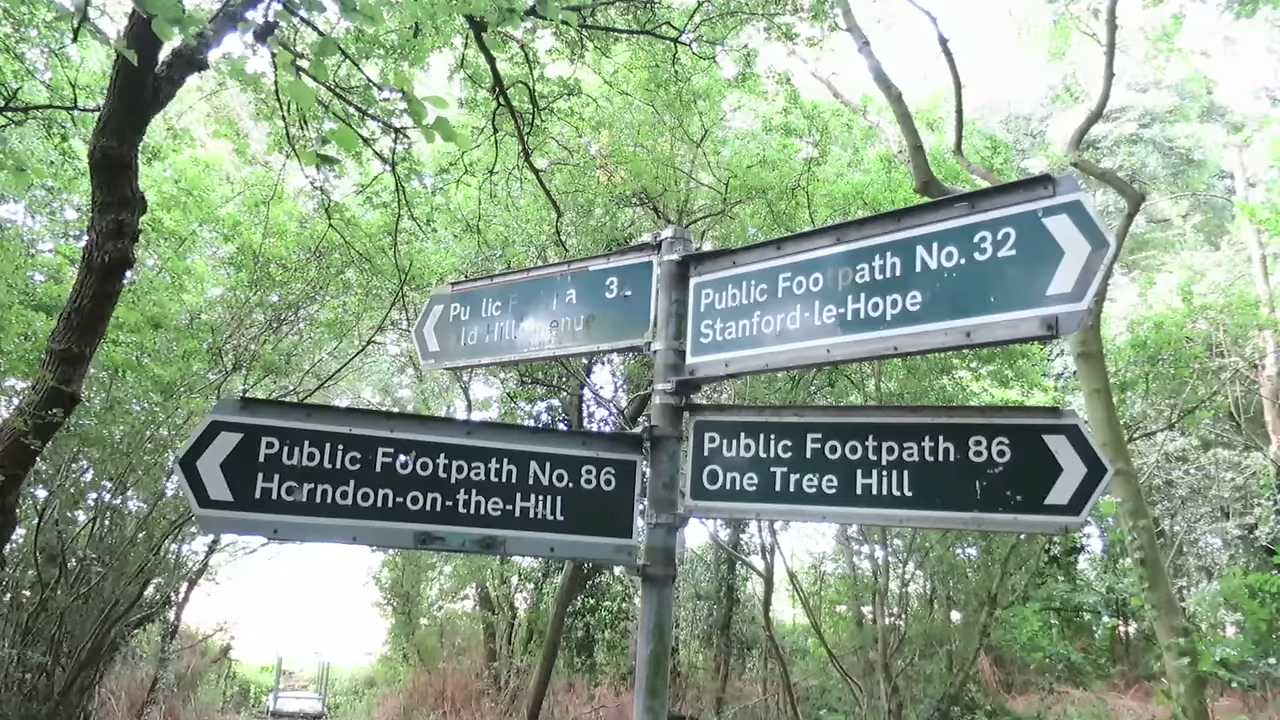 Public Footpath No. 32
Stanford-le-Hope
Public Footpath No. 86
Horndon-on-the-Hill
Public Footpath 86
One Tree Hill